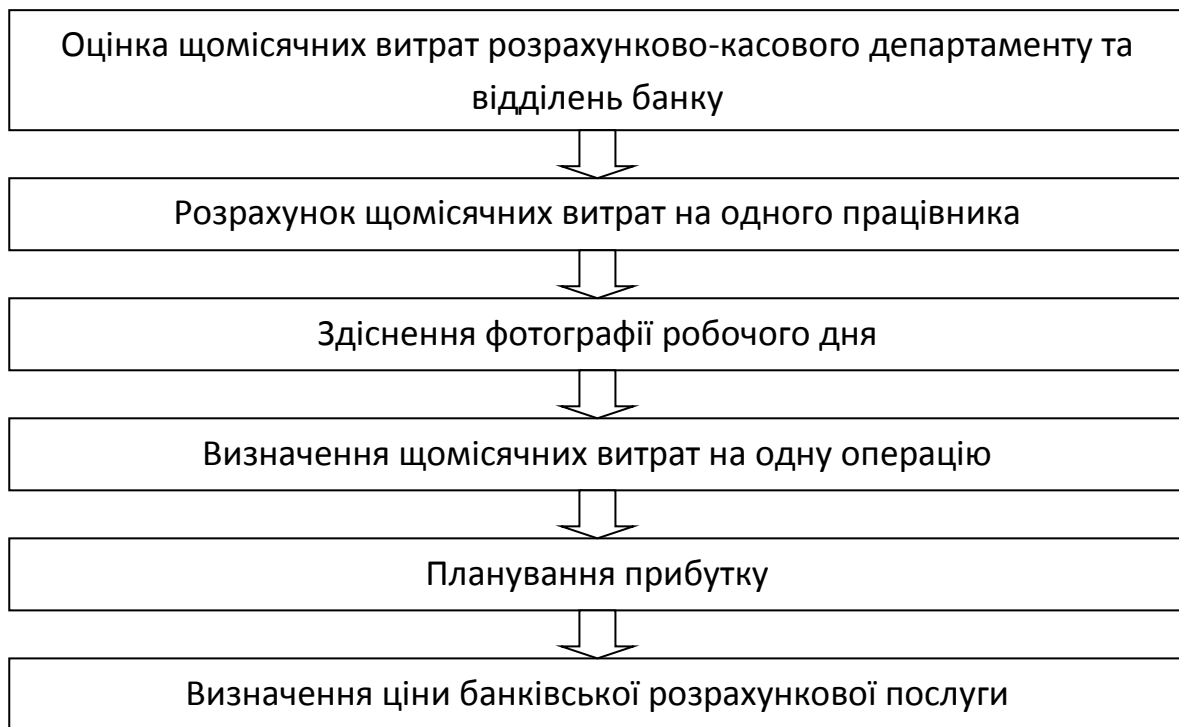 Оцінка щомісячних витрат розрахунково-касового департаменту та
відділень банку
Розрахунок щомісячних витрат на одного працівника
Здіснення фотографії робочого дня
Визначення щомісячних витрат на одну операцію
Планування прибутку
Визначення ціни банківської розрахункової послуги